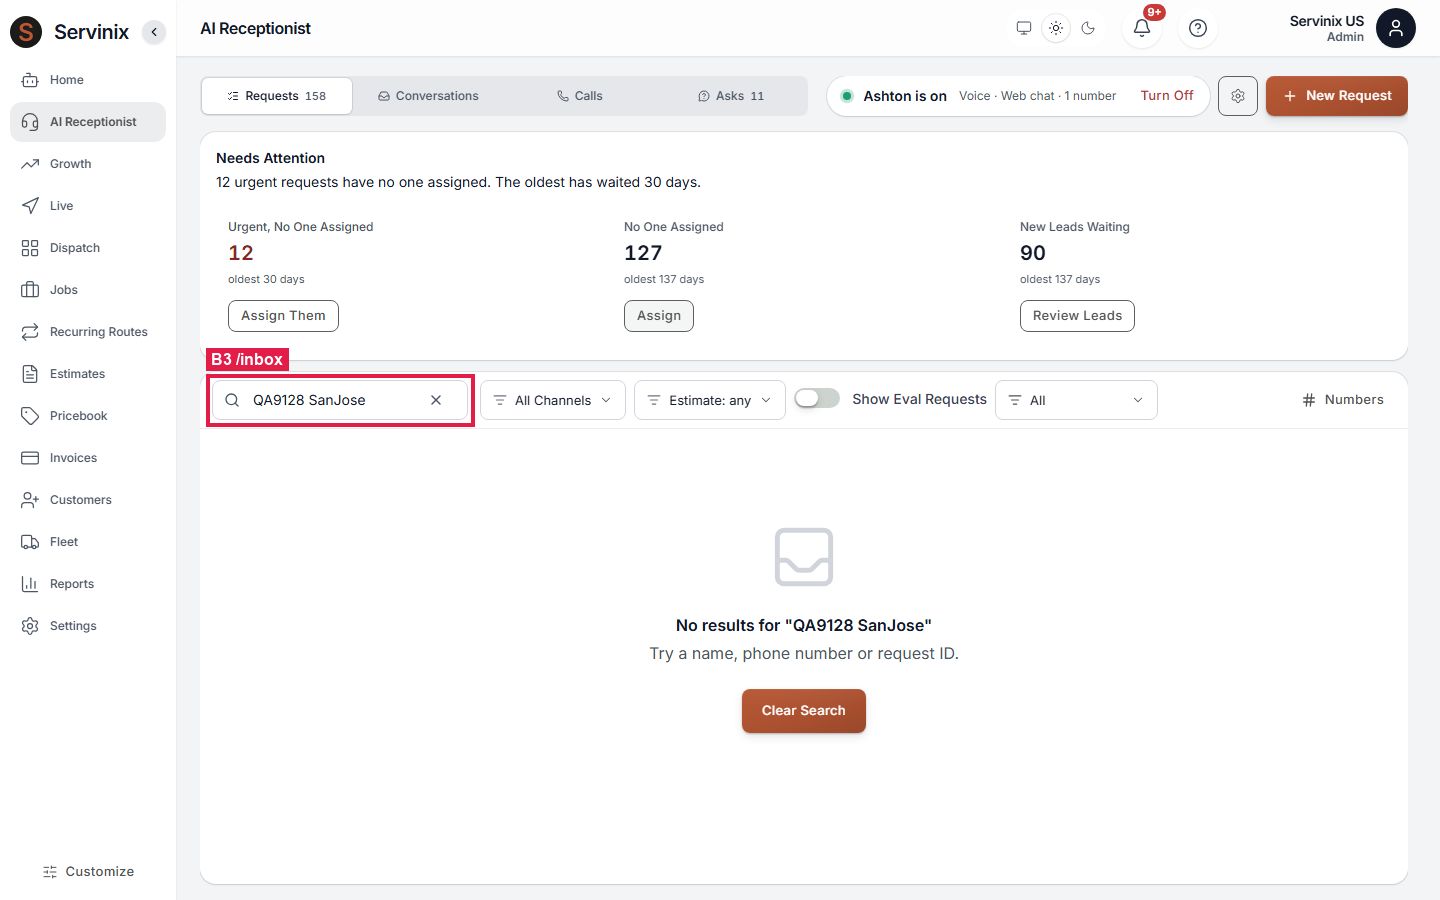 S Servinix
Home
AI Receptionist
Growth
Live
Dispatch
Jobs
Recurring Routes
Estimates
Pricebook
Invoices
Customers
Fleet
Reports
Settings
Customize
AI Receptionist
9+
Servinix US
Admin
Requests 158
Conversations
Calls
Asks 11
Ashton is on Voice · Web chat · 1 number Turn Off
New Request
Needs Attention
12 urgent requests have no one assigned. The oldest has waited 30 days.
Urgent, No One Assigned
12
oldest 30 days
Assign Them
No One Assigned
127
oldest 137 days
Assign
New Leads Waiting
90
oldest 137 days
Review Leads
B3 /inbox
QA9128 SanJose
All Channels
Estimate: any
Show Eval Requests
All
Numbers
No results for "QA9128 SanJose"
Try a name, phone number or request ID.
Clear Search